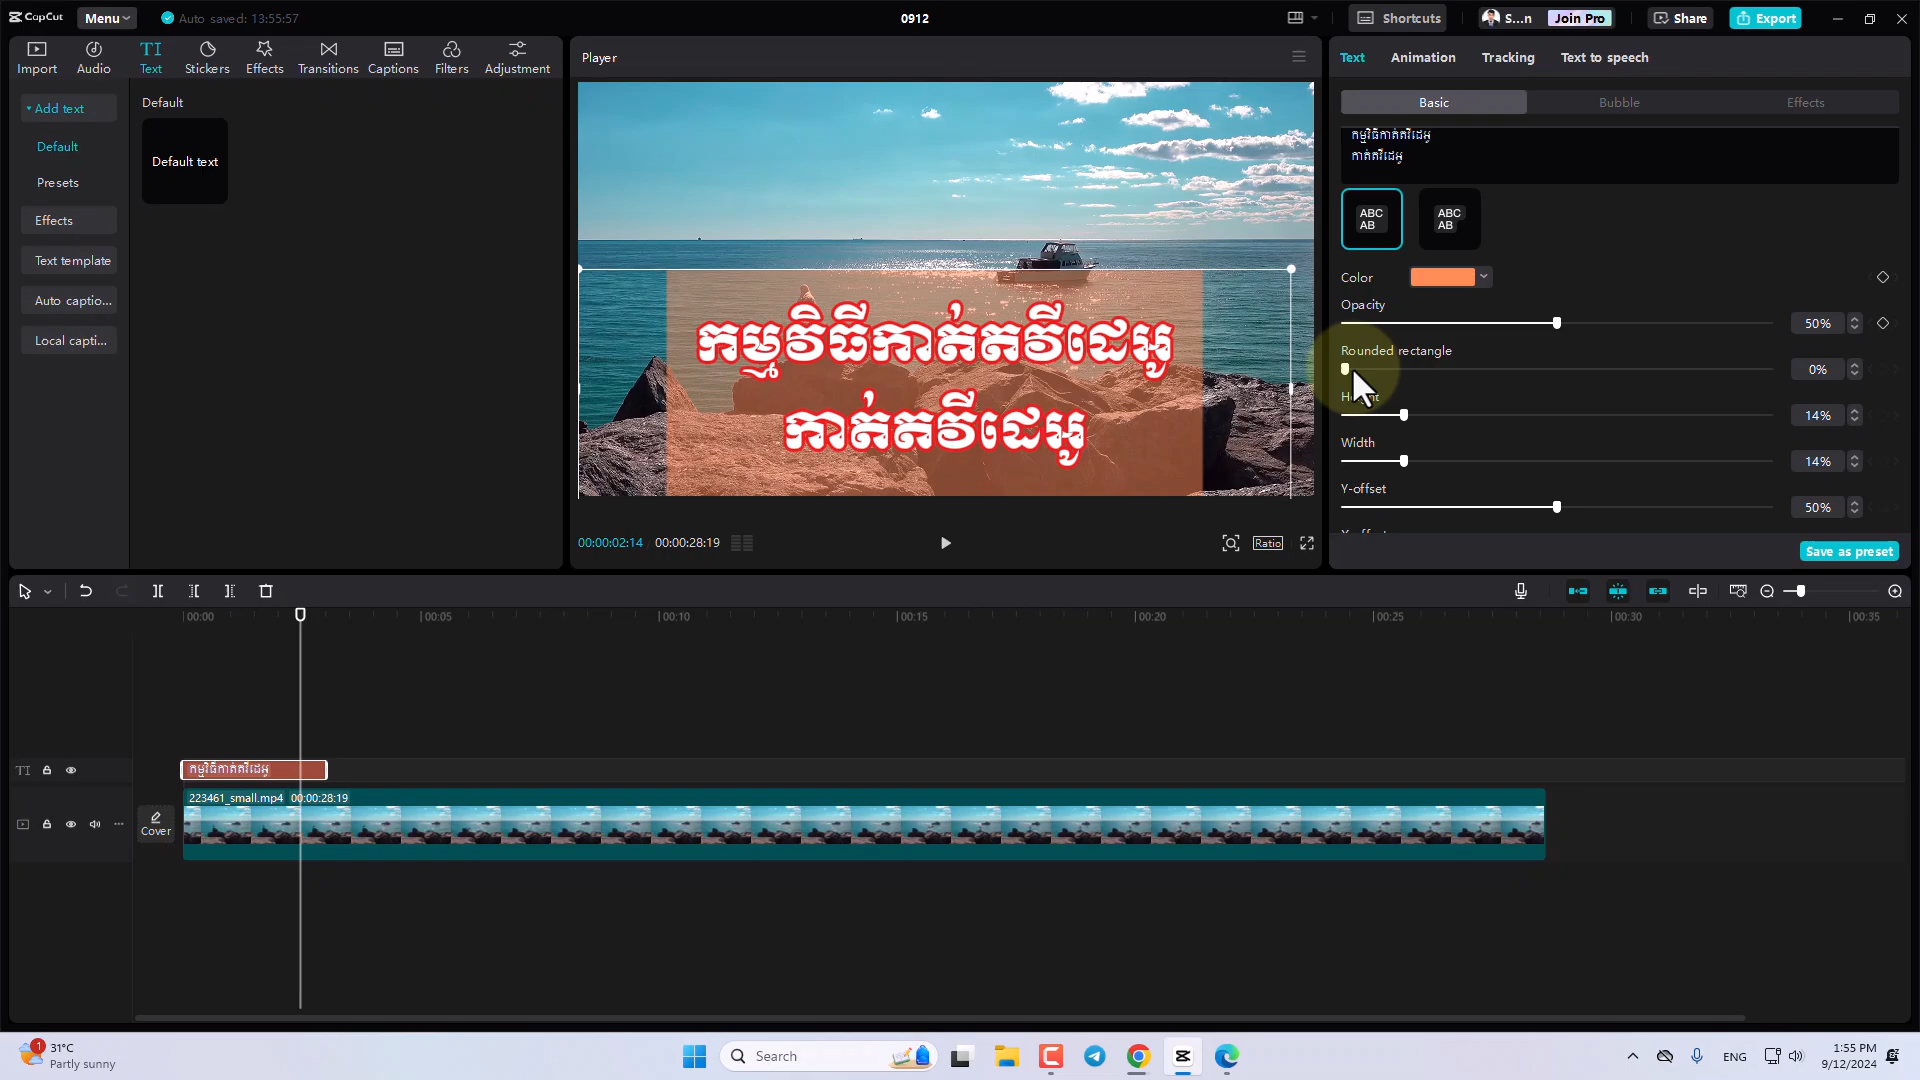 CapCut
Menu
Auto saved: 13:55:57
0912
Shortcuts
S...n
Join Pro
Share
Export
Import
Audio
TI
Text
Stickers
Effects
Transitions
Captions
Filters
Adjustment
Add text
Default
Presets
Effects
Text template
Auto captio...
Local capti...
Default
Default text
Player
កម្មវិធីកាត់តវីដេអូ
កាត់តវីដេអូ
00:00:02:14
00:00:28:19
Ratio
Text
Animation
Tracking
Text to speech
Basic
Bubble
Effects
កម្មវិធីកាត់តវីដេអូ
កាត់តវីដេអូ
ABC
AB
ABC
AB
Color
Opacity
50%
Rounded rectangle
0%
Height
14%
Width
14%
Y-offset
50%
Save as preset
00:00
00:05
00:10
00:15
00:20
00:25
00:30
00:35
TI
កម្មវិធីកាត់តវីដេអូ
Cover
223461_small.mp4 00:00:28:19
1
31°C
Partly sunny
Search
ENG
1:55 PM
9/12/2024